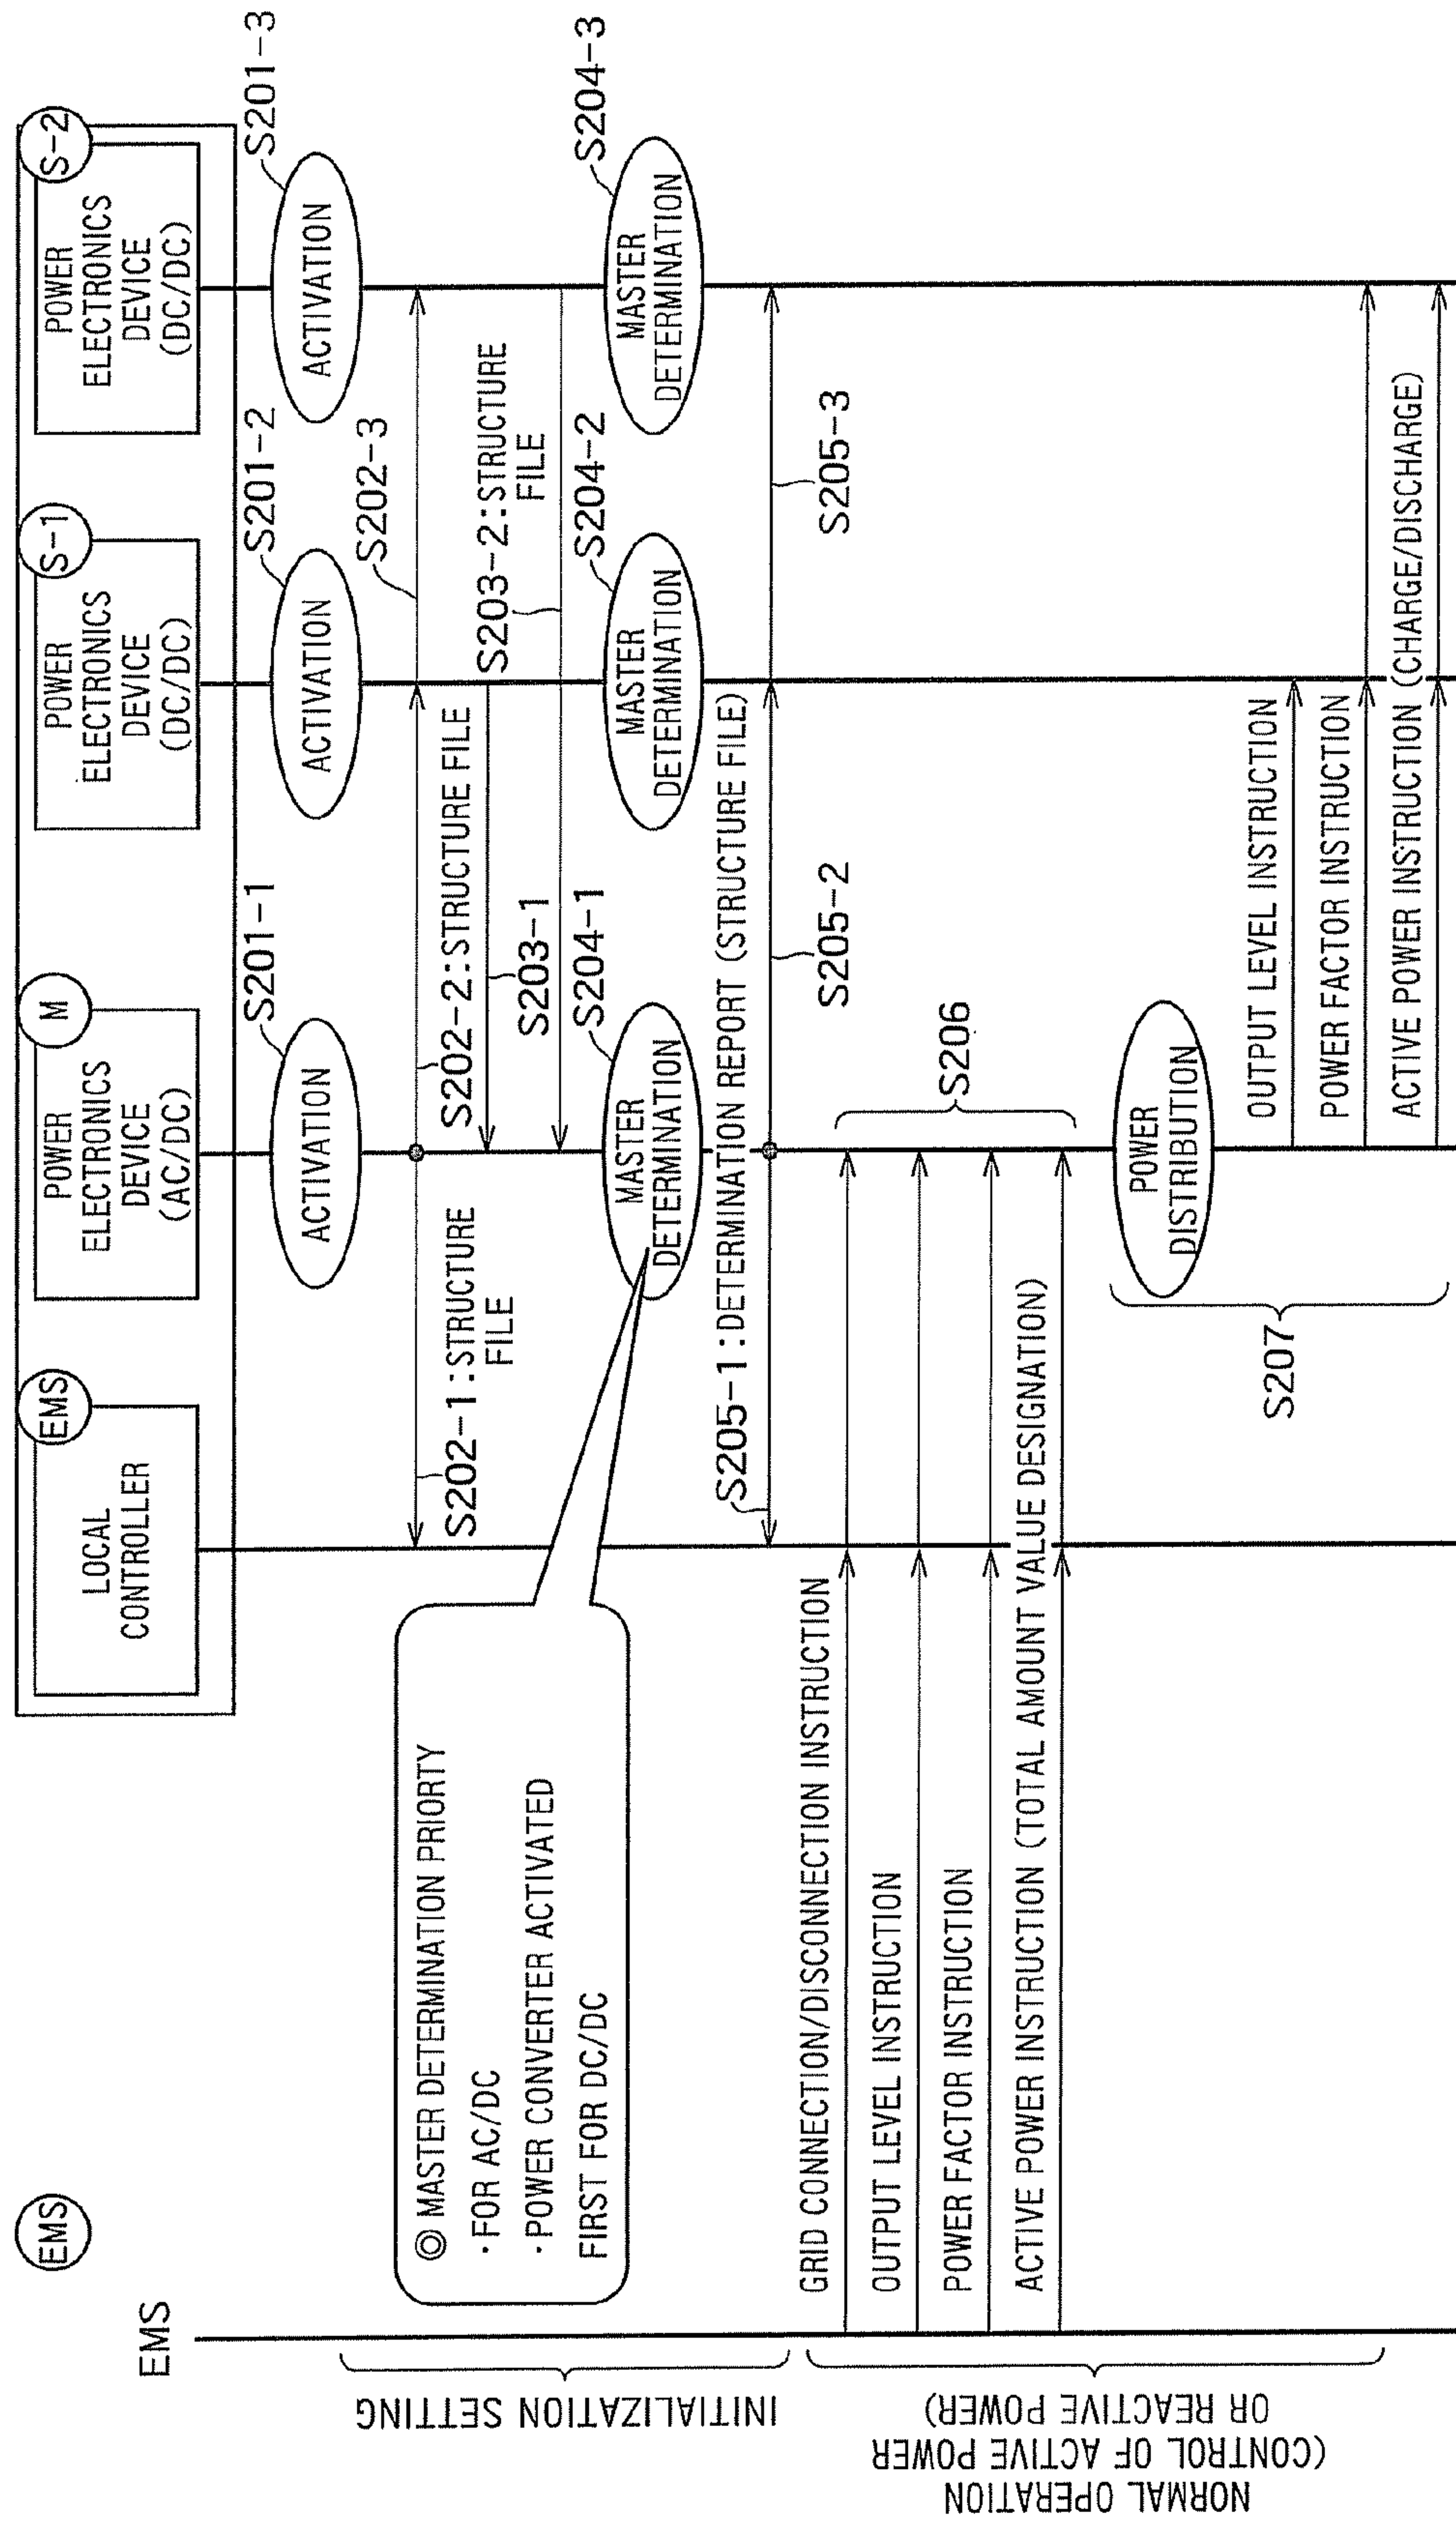 EMS
EMS
LOCAL
CONTROLLER
EMS
POWER
ELECTRONICS
DEVICE
(AC/DC)
M
POWER
ELECTRONICS
DEVICE
(DC/DC)
S-1
POWER
ELECTRONICS
DEVICE
(DC/DC)
S-2
INITIALIZATION SETTING
ACTIVATION
S201-1
ACTIVATION
S201-2
ACTIVATION
S201-3
◎ MASTER DETERMINATION PRIORTY
・FOR AC/DC
・POWER CONVERTER ACTIVATED
FIRST FOR DC/DC
S202-1:STRUCTURE
FILE
S202-2:STRUCTURE FILE
S202-3
S203-1
S203-2:STRUCTURE
FILE
MASTER
DETERMINATION
S204-1
MASTER
DETERMINATION
S204-2
MASTER
DETERMINATION
S204-3
S205-1:DETERMINATION REPORT (STRUCTURE FILE)
S205-2
S205-3
NORMAL OPERATION
(CONTROL OF ACTIVE POWER
OR REACTIVE POWER)
GRID CONNECTION/DISCONNECTION INSTRUCTION
OUTPUT LEVEL INSTRUCTION
POWER FACTOR INSTRUCTION
ACTIVE POWER INSTRUCTION (TOTAL AMOUNT VALUE DESIGNATION)
S206
POWER
DISTRIBUTION
S207
OUTPUT LEVEL INSTRUCTION
POWER FACTOR INSTRUCTION
ACTIVE POWER INSTRUCTION (CHARGE/DISCHARGE)